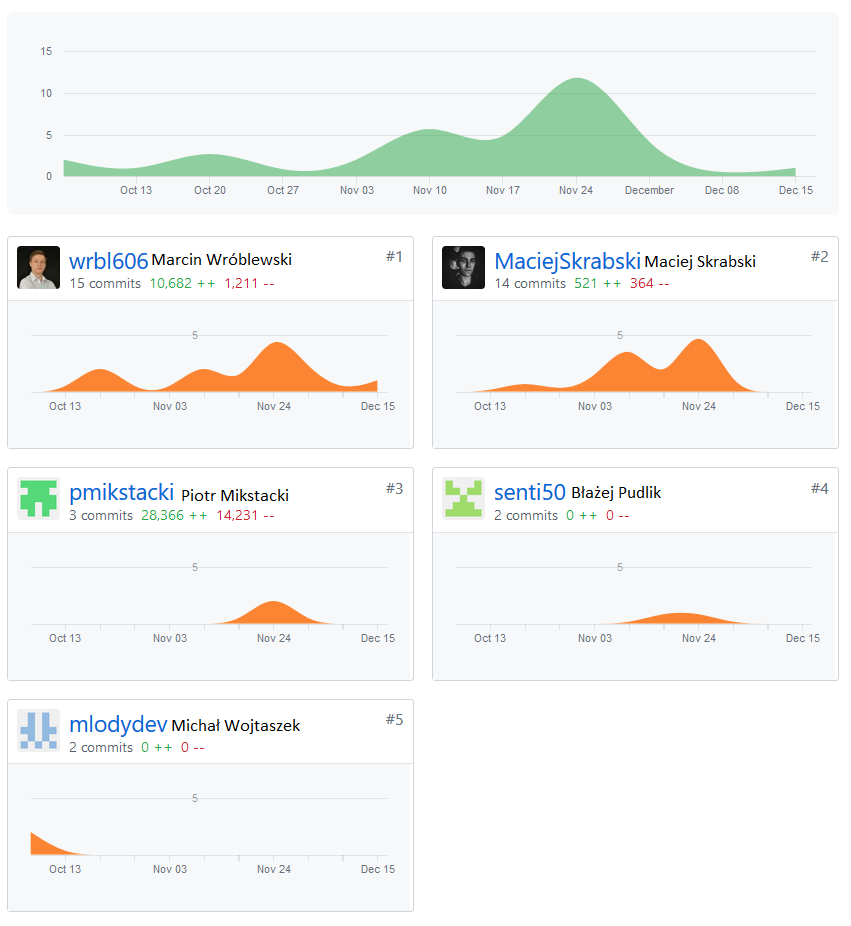 15
10
5
0
Oct 13 Oct 20 Oct 27 Nov 03 Nov 10 Nov 17 Nov 24 December Dec 08 Dec 15
wrbl606 Marcin Wróblewski #1
15 commits 10,682 ++ 1,211 --
5
Oct 13 Nov 03 Nov 24 Dec 15
MaciejSkrabski Maciej Skrabski #2
14 commits 521 ++ 364 --
5
Oct 13 Nov 03 Nov 24 Dec 15
pmikstacki Piotr Mikstacki #3
3 commits 28,366 ++ 14,231 --
5
Oct 13 Nov 03 Nov 24 Dec 15
senti50 Błażej Pudlik #4
2 commits 0 ++ 0 --
5
Oct 13 Nov 03 Nov 24 Dec 15
mlodydev Michał Wojtaszek #5
2 commits 0 ++ 0 --
5
Oct 13 Nov 03 Nov 24 Dec 15